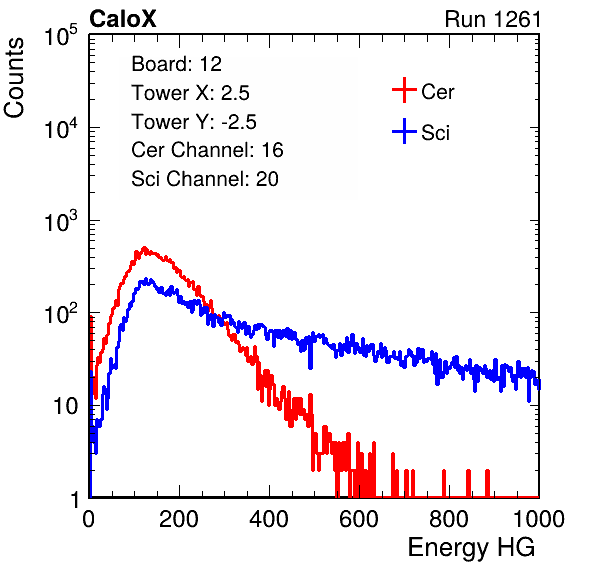 CaloX Run 1261
Counts
Board: 12
Tower X: 2.5
Tower Y: -2.5
Cer Channel: 16
Sci Channel: 20
Cer
Sci
10^5
10^4
10^3
10^2
10
1
0 200 400 600 800 1000
Energy HG